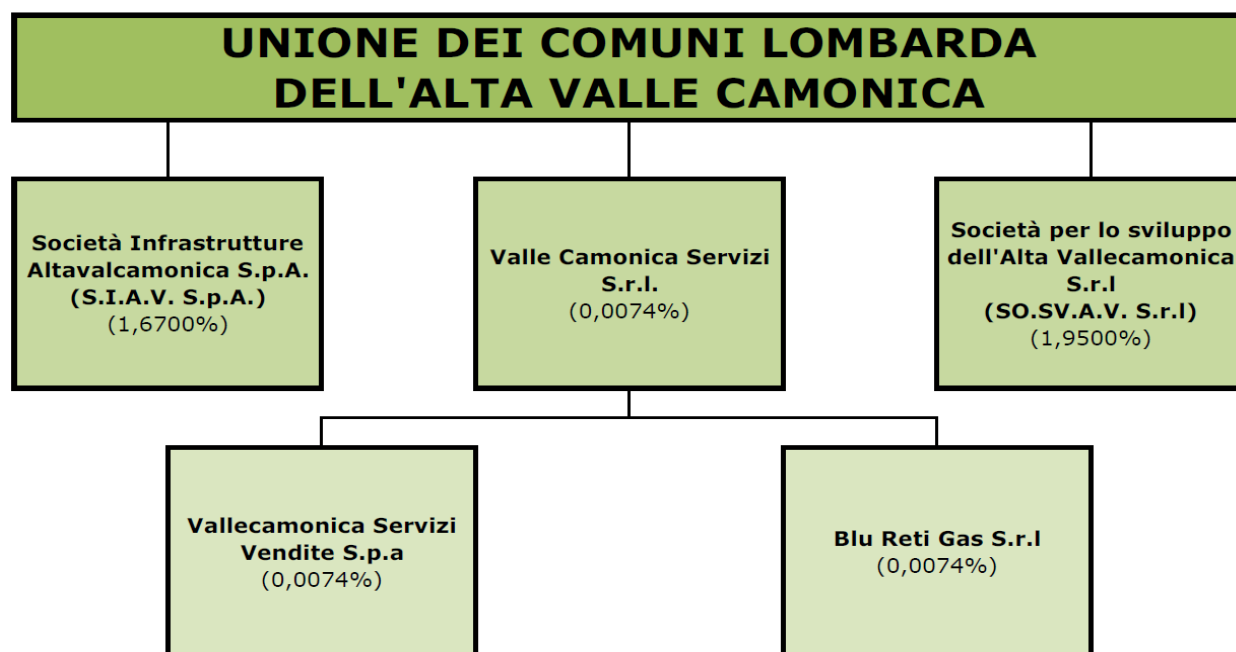 UNIONE DEI COMUNI LOMBARDA
DELL'ALTA VALLE CAMONICA
Società Infrastrutture
Altavalcamonica S.p.A.
(S.I.A.V. S.p.A.)
(1,6700%)
Valle Camonica Servizi
S.r.l.
(0,0074%)
Società per lo sviluppo
dell'Alta Vallecamonica
S.r.l
(SO.SV.A.V. S.r.l)
(1,9500%)
Vallecamonica Servizi
Vendite S.p.a
(0,0074%)
Blu Reti Gas S.r.l
(0,0074%)